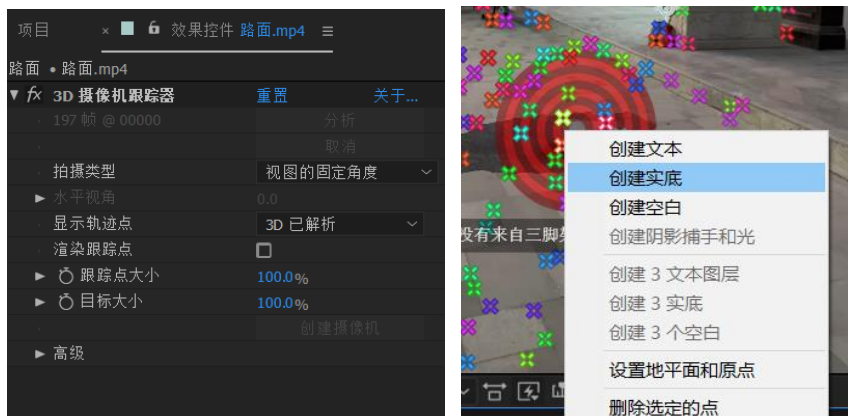 项目 × 效果控件 路面.mp4 ☰
路面 • 路面.mp4
fx 3D 摄像机跟踪器 重置 关于...
197 帧 @ 00000 分析
取消
拍摄类型 视图的固定角度
水平视角 0.0
显示轨迹点 3D 已解析
渲染跟踪点
跟踪点大小 100.0%
目标大小 100.0%
创建摄像机
高级
创建文本
创建实底
创建空白
没有来自三脚 创建阴影捕手和光
创建 3 文本图层
创建 3 实底
创建 3 个空白
设置地平面和原点
删除选定的点